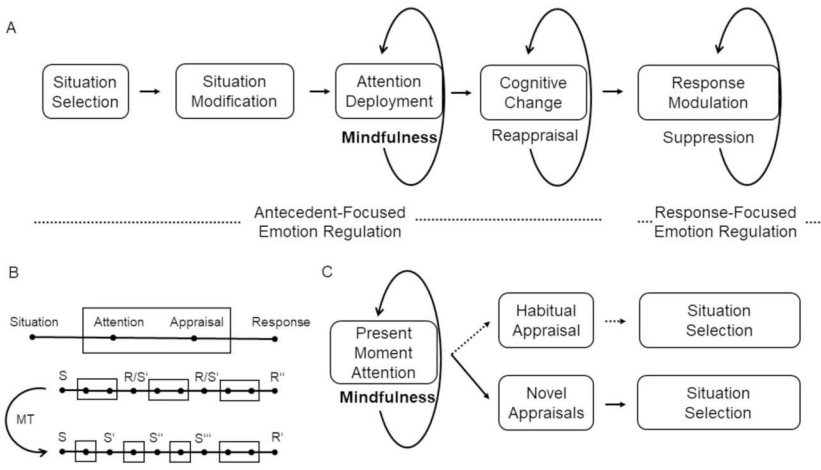 A
Situation
Selection
Situation
Modification
Attention
Deployment
Cognitive
Change
Response
Modulation
Mindfulness
Reappraisal
Suppression
Antecedent-Focused
Emotion Regulation
Response-Focused
Emotion Regulation
B
Situation Attention Appraisal Response
S R/S‘ R/S‘ R“
MT
S S‘ S“ S“‘ R‘
C
Present
Moment
Attention
Mindfulness
Habitual
Appraisal
Situation
Selection
Novel
Appraisals
Situation
Selection